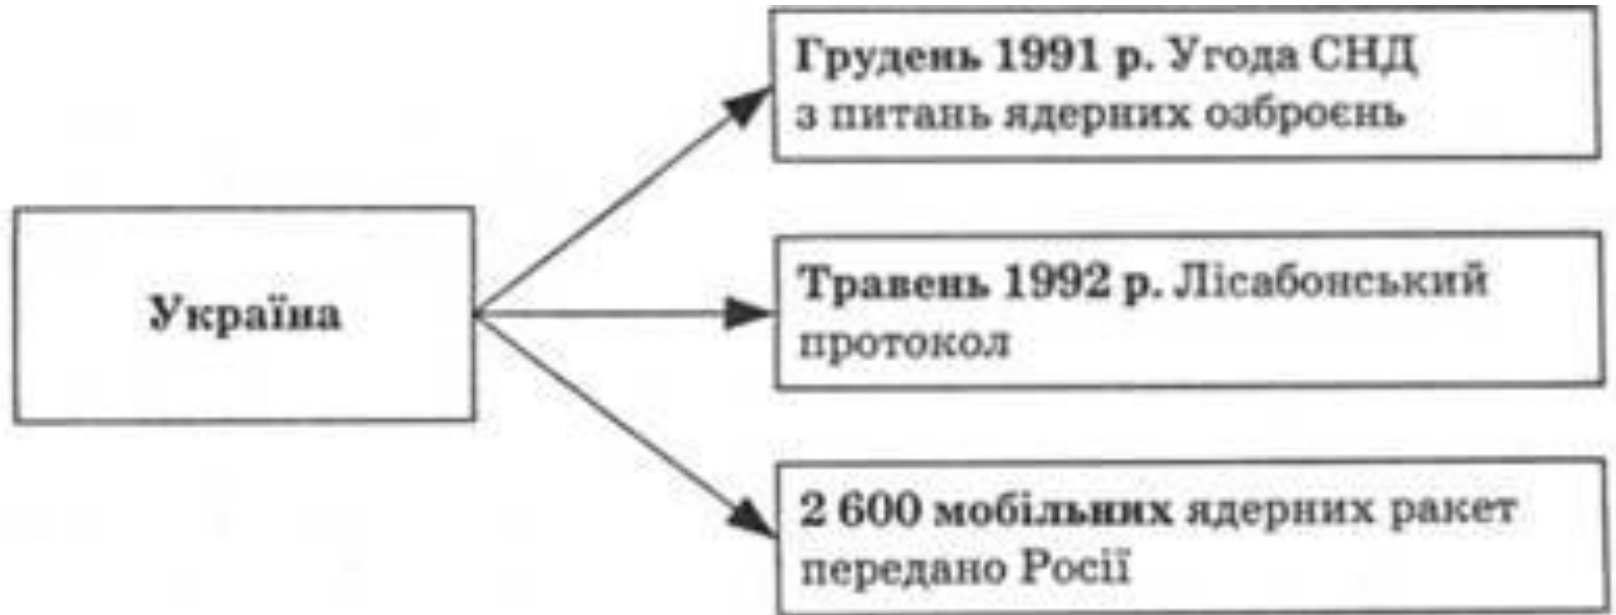 Грудень 1991 р. Угода СНД
з питань ядерних озброєнь
Україна
Травень 1992 р. Лісабонський
протокол
2 600 мобільних ядерних ракет
передано Росії